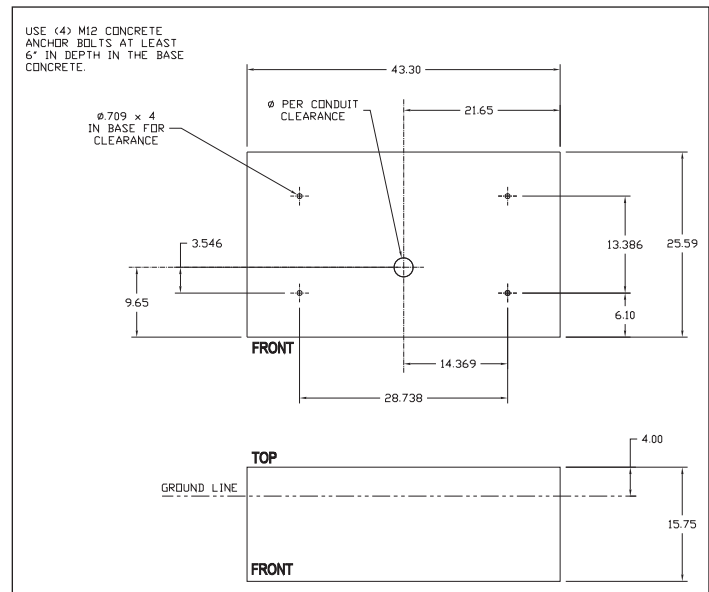 USE (4) M12 CONCRETE
ANCHOR BOLTS AT LEAST
6" IN DEPTH IN THE BASE
CONCRETE.
43.30
Ø PER CONDUIT
CLEARANCE
21.65
Ø.709 x 4
IN BASE FOR
CLEARANCE
3.546
13.386
25.59
9.65
6.10
FRONT
14.369
28.738
TOP
4.00
GROUND LINE
15.75
FRONT